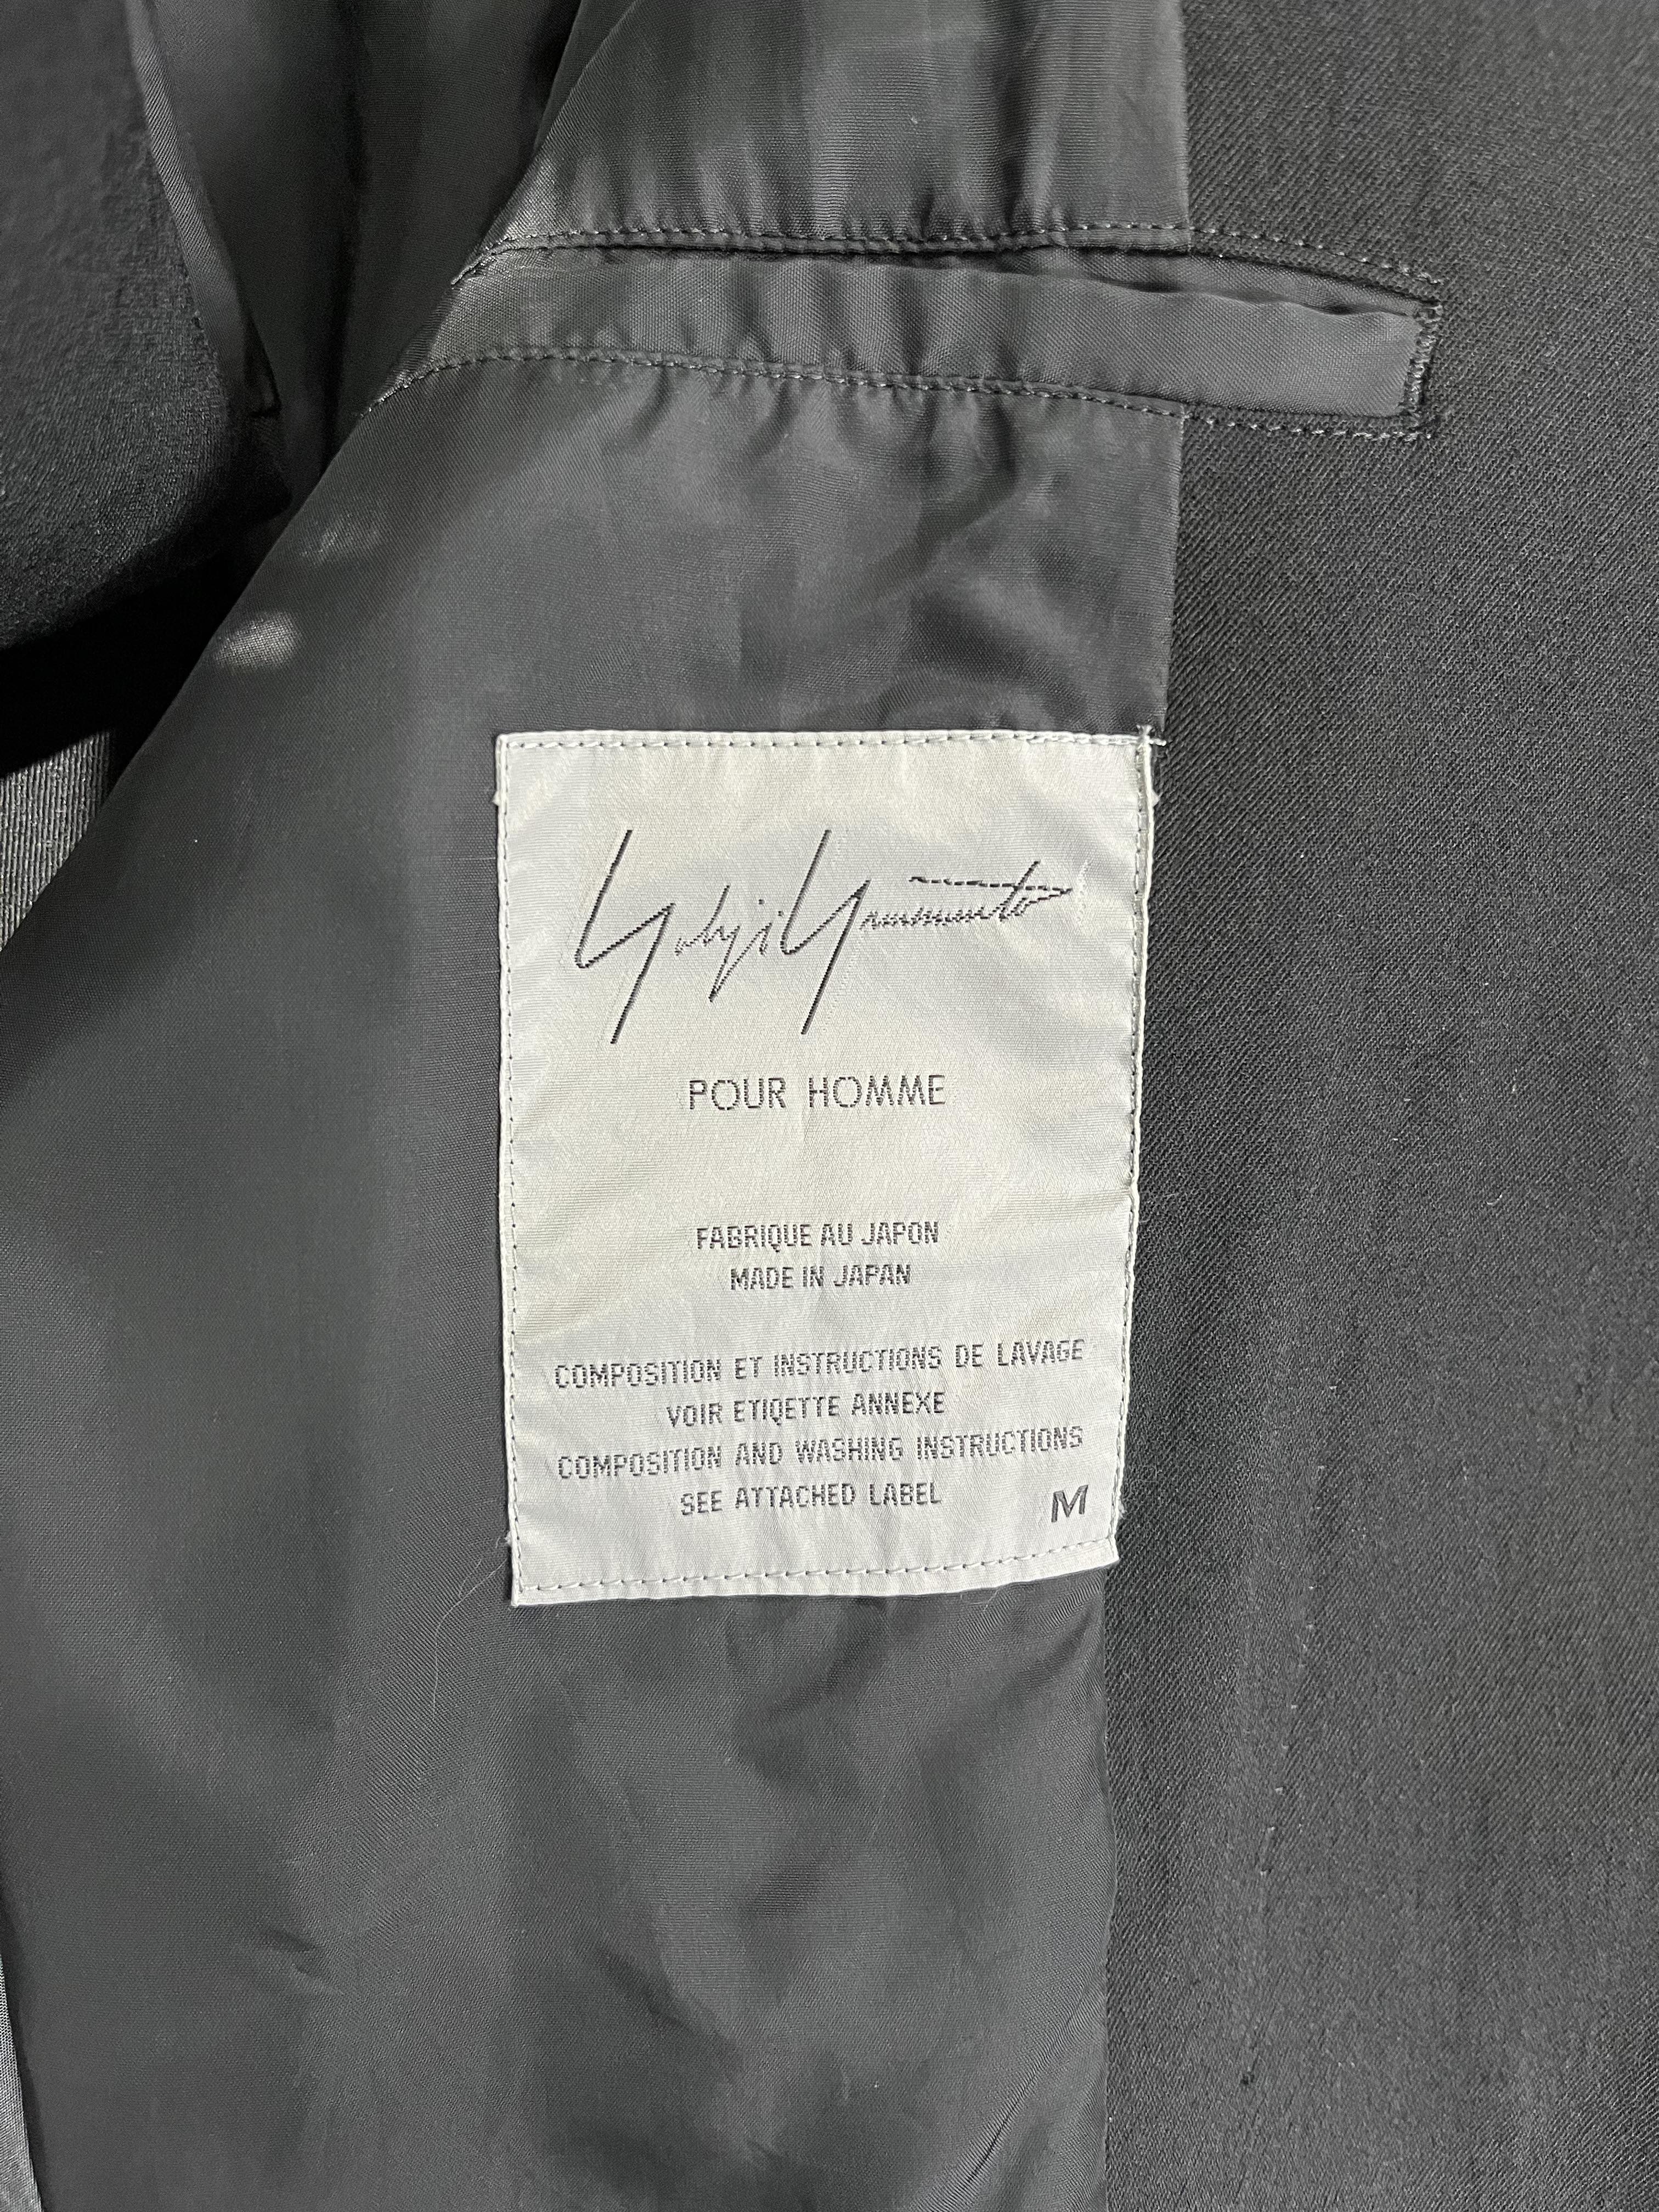 Yohji Yamamoto
POUR HOMME
FABRIQUE AU JAPON
MADE IN JAPAN
COMPOSITION ET INSTRUCTIONS DE LAVAGE
VOIR ETIQETTE ANNEXE
COMPOSITION AND WASHING INSTRUCTIONS
SEE ATTACHED LABEL
M